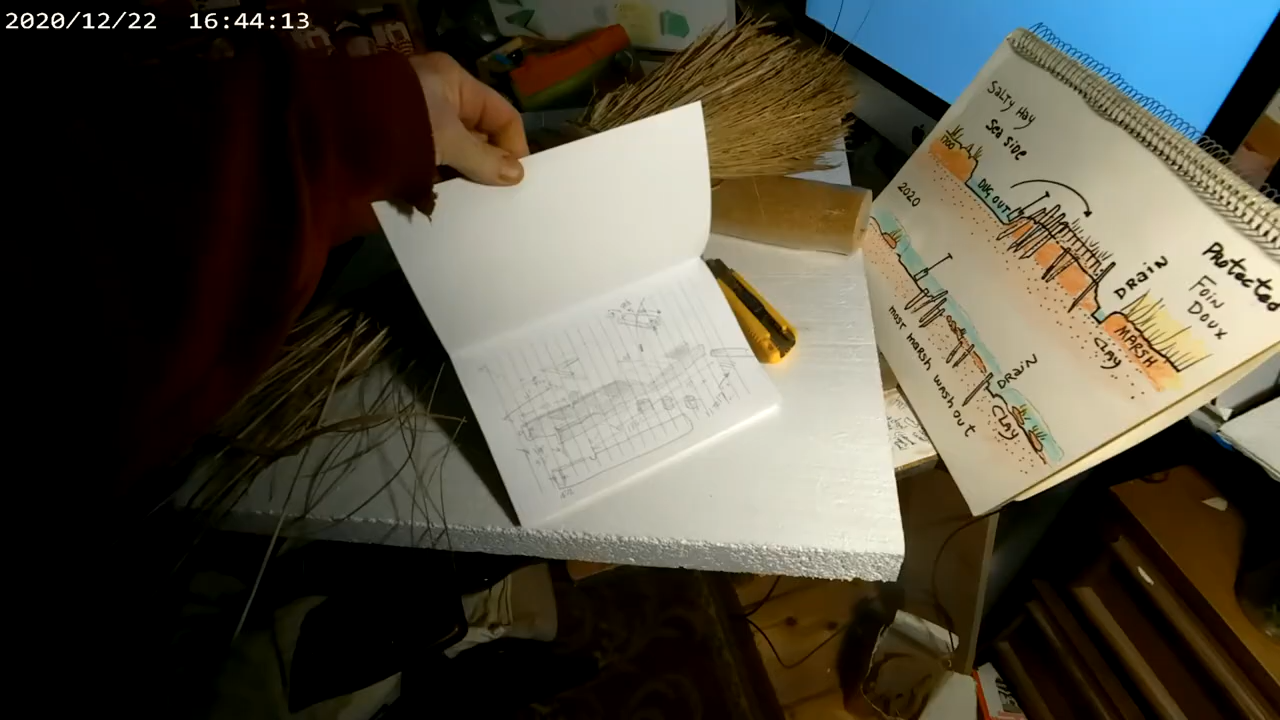 2020/12/22 16:44:13
Salty Hay
Sea side
1780
DUG OUT
DRAIN
Protected
Foin
Doux
MARSH
CLAY
2020
DRAIN
CLAY
most marsh wash out